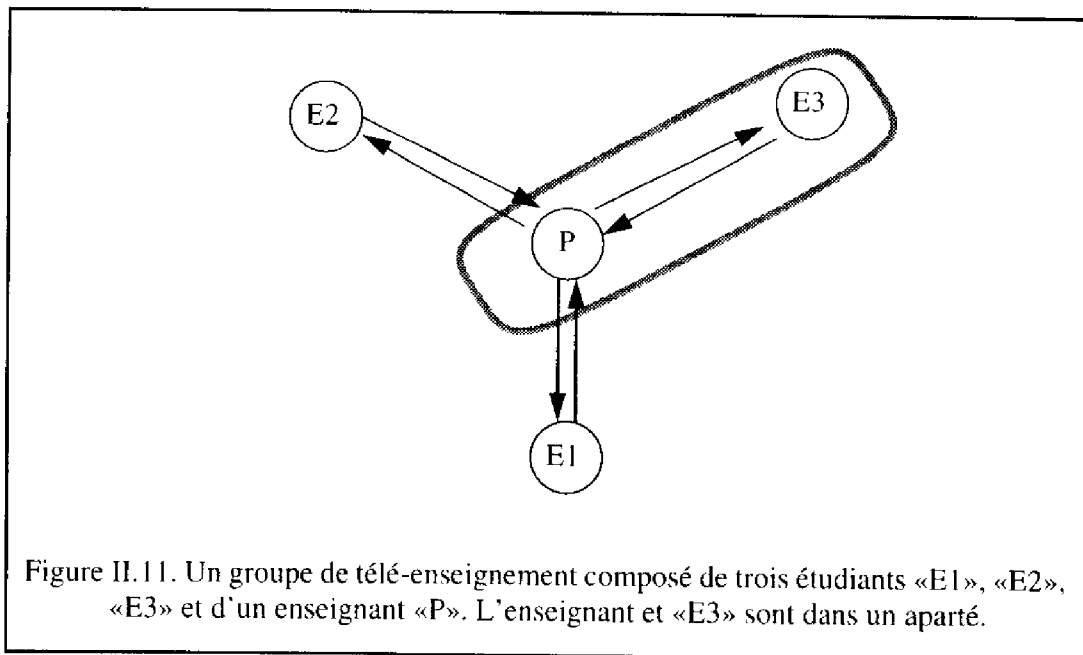 E2
E3
P
E1
Figure II.11. Un groupe de télé-enseignement composé de trois étudiants «E1», «E2»,
«E3» et d'un enseignant «P». L'enseignant et «E3» sont dans un aparté.